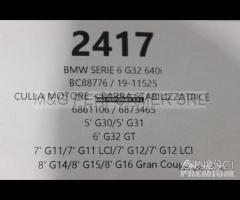 2417
BMW SERIE 6 G32 640i
BC88776 / 19-11525
CULLA MOTORE - BARRA STABILIZZATRICE
6861106 / 6873465
5' G30/5' G31
6' G32 GT
7' G11/7' G11 LCI/7' G12/7' G12 LCI
8' G14/8' G15/8' G16 Gran Coup